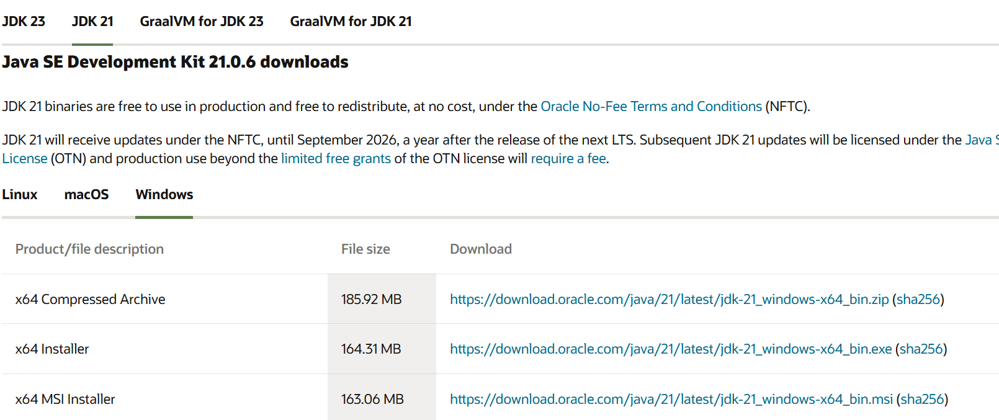 JDK 23 JDK 21 GraalVM for JDK 23 GraalVM for JDK 21
Java SE Development Kit 21.0.6 downloads
JDK 21 binaries are free to use in production and free to redistribute, at no cost, under the Oracle No-Fee Terms and Conditions (NFTC).
JDK 21 will receive updates under the NFTC, until September 2026, a year after the release of the next LTS. Subsequent JDK 21 updates will be licensed under the Java
License (OTN) and production use beyond the limited free grants of the OTN license will require a fee.
Linux macOS Windows
Product/file description File size Download
x64 Compressed Archive 185.92 MB https://download.oracle.com/java/21/latest/jdk-21_windows-x64_bin.zip (sha256)
x64 Installer 164.31 MB https://download.oracle.com/java/21/latest/jdk-21_windows-x64_bin.exe (sha256)
x64 MSI Installer 163.06 MB https://download.oracle.com/java/21/latest/jdk-21_windows-x64_bin.msi (sha256)